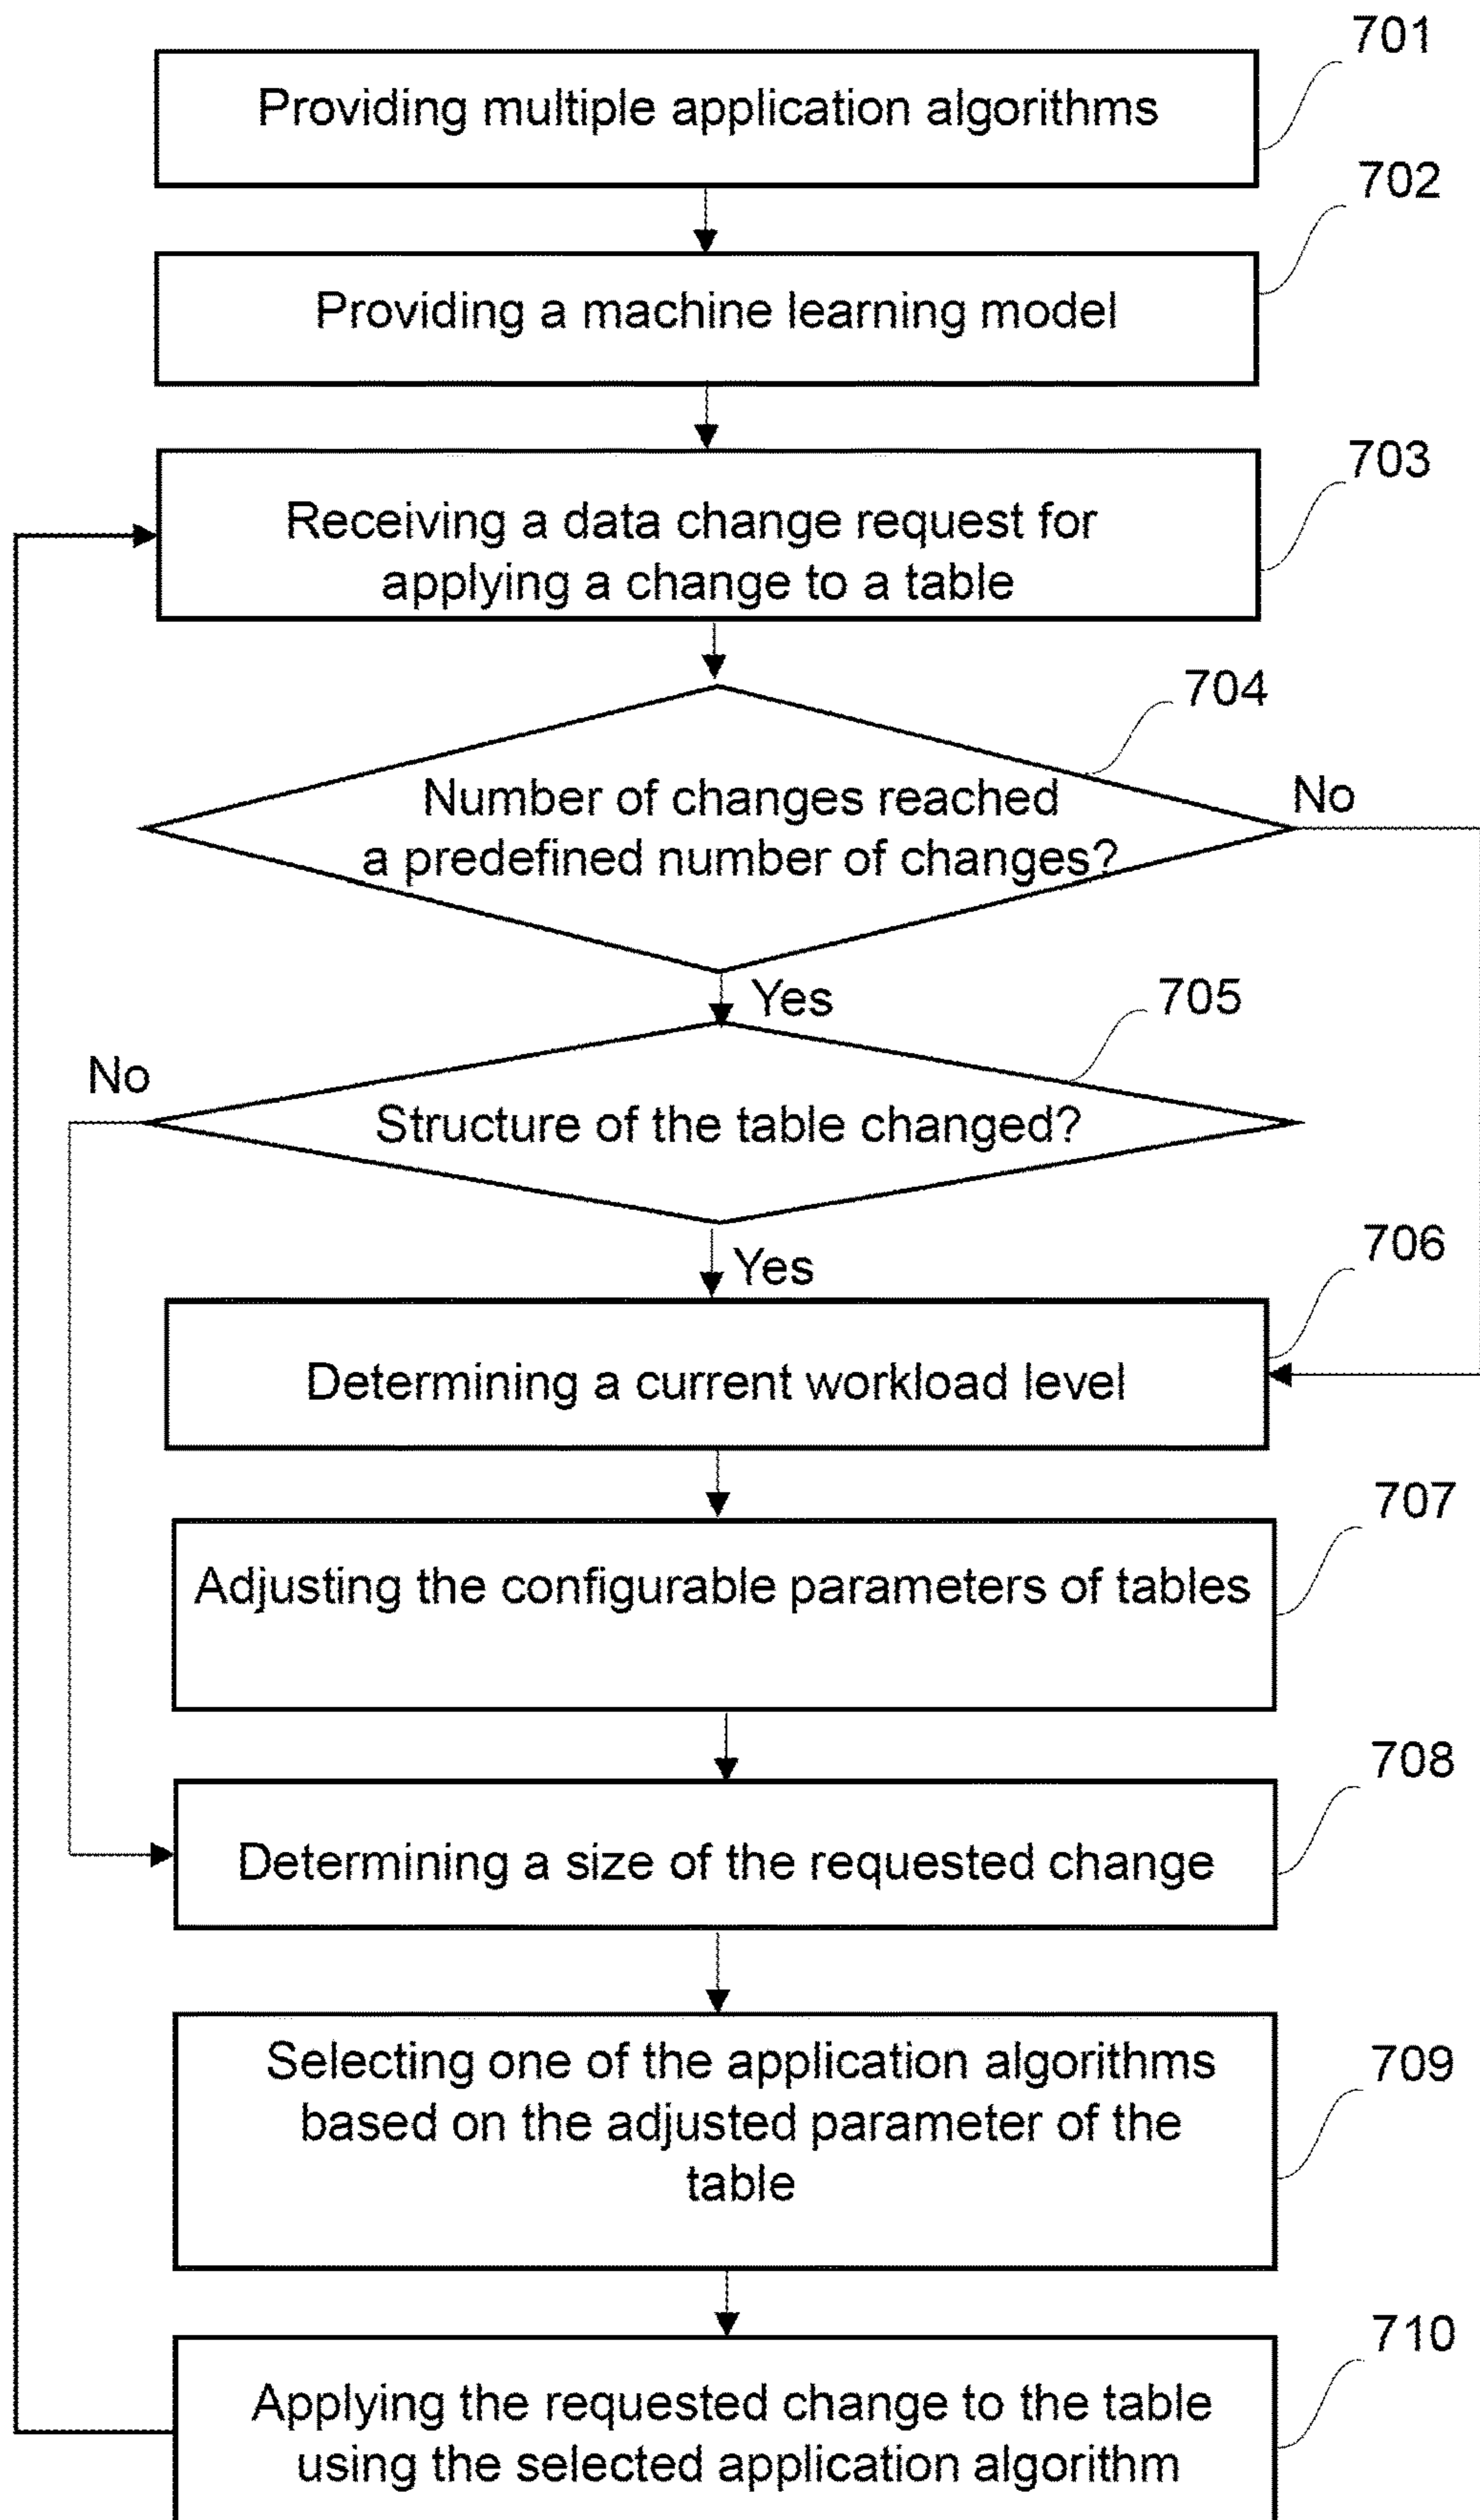 701
Providing multiple application algorithms
702
Providing a machine learning model
703
Receiving a data change request for
applying a change to a table
704
Number of changes reached
a predefined number of changes?
No
Yes
705
No
Structure of the table changed?
Yes
706
Determining a current workload level
707
Adjusting the configurable parameters of tables
708
Determining a size of the requested change
709
Selecting one of the application algorithms
based on the adjusted parameter of the
table
710
Applying the requested change to the table
using the selected application algorithm